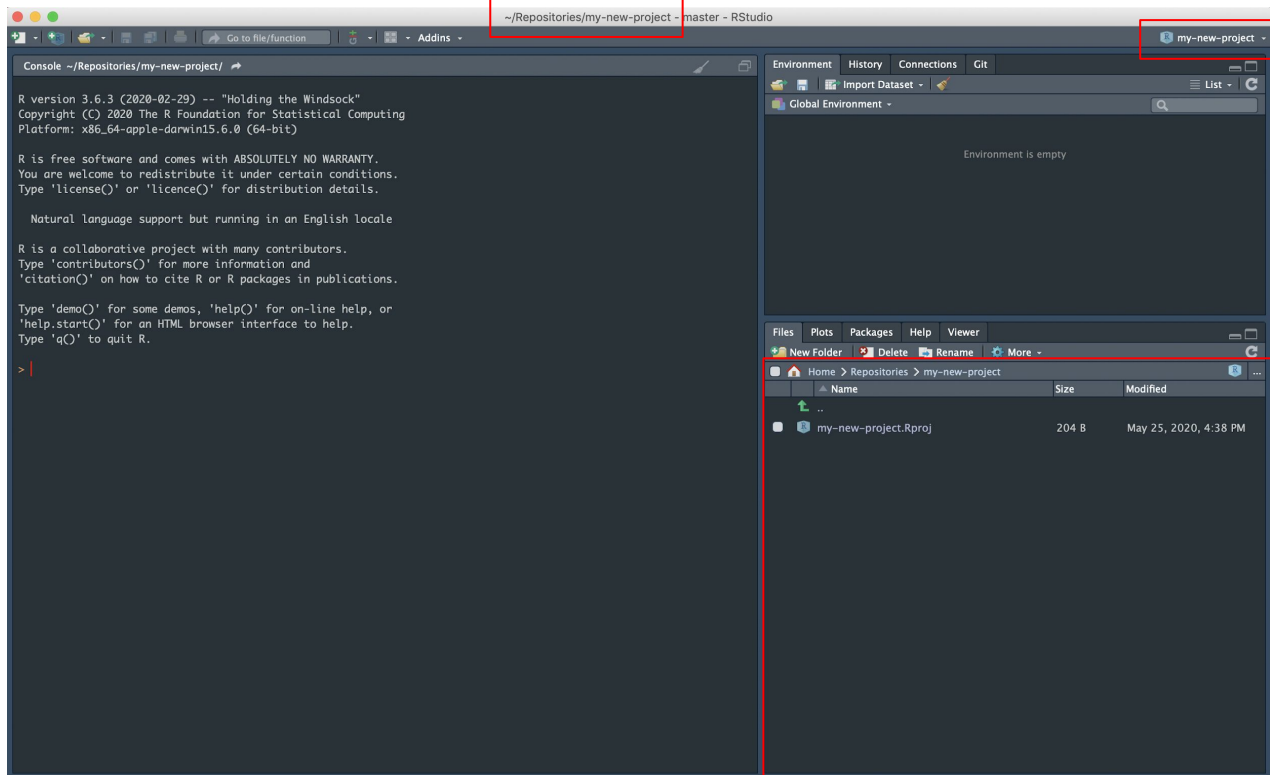 ~/Repositories/my-new-project - master - RStudio
Go to file/function
Addins
my-new-project
Console ~/Repositories/my-new-project/
R version 3.6.3 (2020-02-29) -- "Holding the Windsock"
Copyright (C) 2020 The R Foundation for Statistical Computing
Platform: x86_64-apple-darwin15.6.0 (64-bit)
R is free software and comes with ABSOLUTELY NO WARRANTY.
You are welcome to redistribute it under certain conditions.
Type 'license()' or 'licence()' for distribution details.
Natural language support but running in an English locale
R is a collaborative project with many contributors.
Type 'contributors()' for more information and
'citation()' on how to cite R or R packages in publications.
Type 'demo()' for some demos, 'help()' for on-line help, or
'help.start()' for an HTML browser interface to help.
Type 'q()' to quit R.
>
Environment History Connections Git
Import Dataset List
Global Environment
Environment is empty
Files Plots Packages Help Viewer
New Folder Delete Rename More
Home > Repositories > my-new-project R ...
Name Size Modified
..
R my-new-project.Rproj 204 B May 25, 2020, 4:38 PM